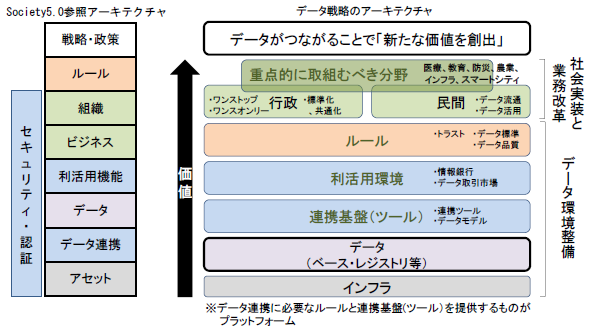 Society5.0参照アーキテクチャ
戦略・政策
ルール
組織
ビジネス
利活用機能
データ
データ連携
アセット
セキュリティ・認証
データ戦略のアーキテクチャ
データがつながることで「新たな価値を創出」
重点的に取組むべき分野
医療、教育、防災、農業、
インフラ、スマートシティ
・ワンストップ
・ワンスオンリー
行政
・標準化
、共通化
民間
・データ流通
・データ活用
ルール
・トラスト
・データ標準
・データ品質
利活用環境
・情報銀行
・データ取引市場
連携基盤(ツール)
・連携ツール
・データモデル
データ
(ベース・レジストリ等)
インフラ
価値
社会実装と
業務改革
データ環境整備
※データ連携に必要なルールと連携基盤(ツール)を提供するものが
プラットフォーム